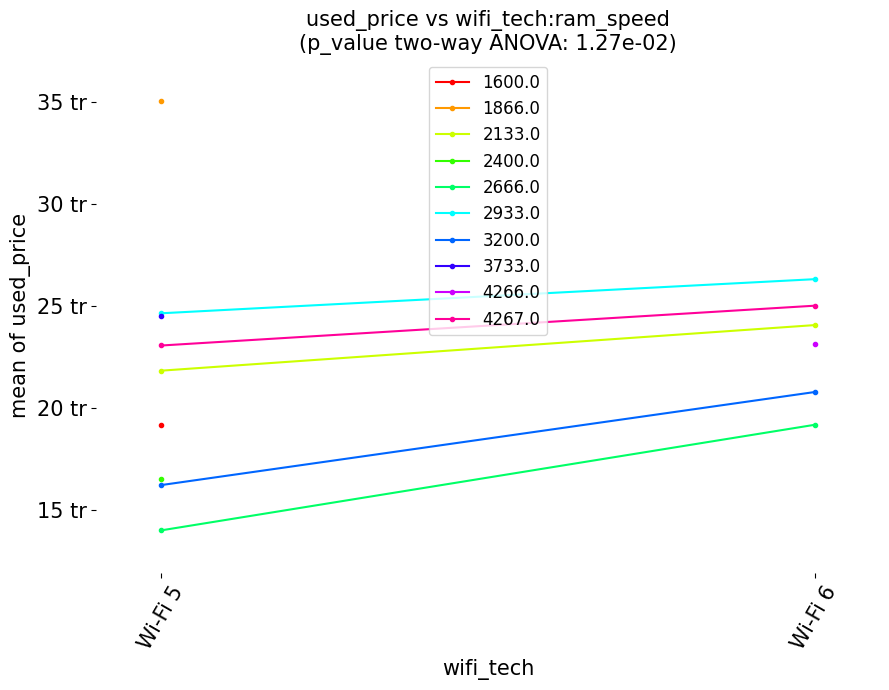 used_price vs wifi_tech:ram_speed
(p_value two-way ANOVA: 1.27e-02)
1600.0
1866.0
2133.0
2400.0
2666.0
2933.0
3200.0
3733.0
4266.0
4267.0
35 tr
30 tr
25 tr
20 tr
15 tr
mean of used_price
Wi-Fi 5
Wi-Fi 6
wifi_tech